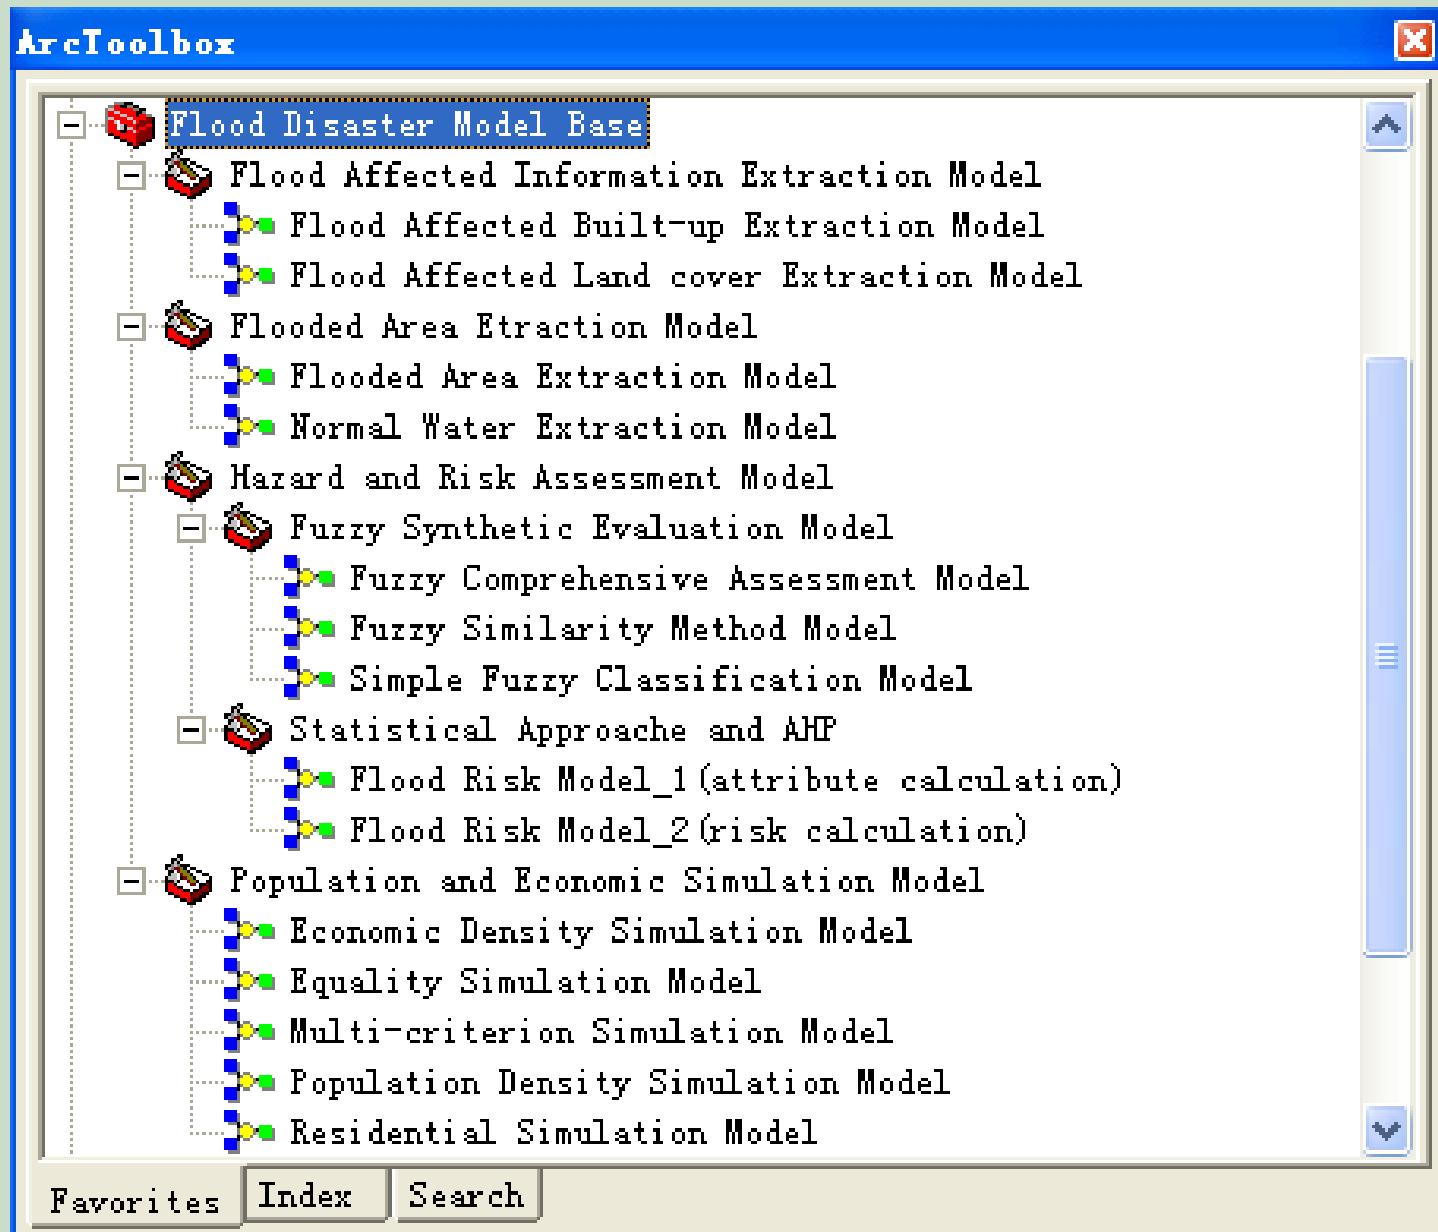 ArcToolbox
Flood Disaster Model Base
Flood Affected Information Extraction Model
Flood Affected Built-up Extraction Model
Flood Affected Land cover Extraction Model
Flooded Area Etraction Model
Flooded Area Extraction Model
Normal Water Extraction Model
Hazard and Risk Assessment Model
Fuzzy Synthetic Evaluation Model
Fuzzy Comprehensive Assessment Model
Fuzzy Similarity Method Model
Simple Fuzzy Classification Model
Statistical Approache and AHP
Flood Risk Model_1(attribute calculation)
Flood Risk Model_2(risk calculation)
Population and Economic Simulation Model
Economic Density Simulation Model
Equality Simulation Model
Multi-criterion Simulation Model
Population Density Simulation Model
Residential Simulation Model
Favorites Index Search